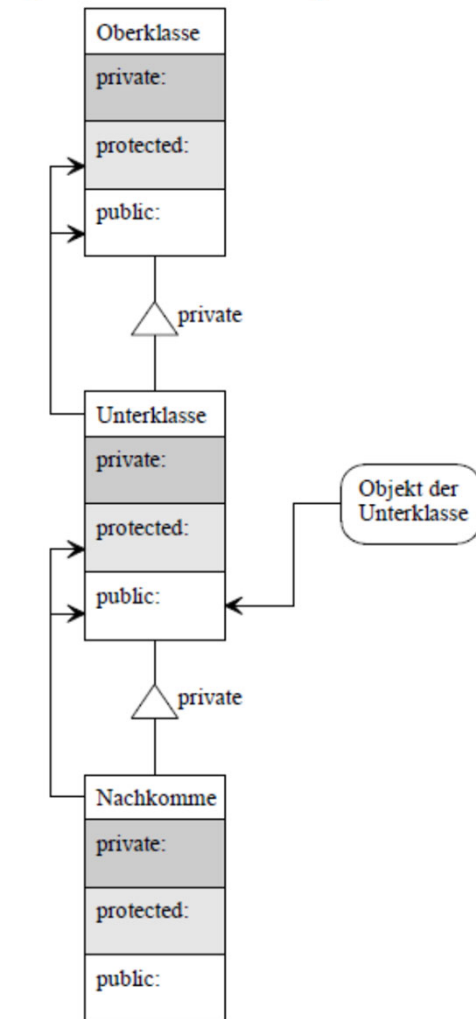 Oberklasse
private:
protected:
public:
private
Unterklasse
private:
protected:
public:
Objekt der
Unterklasse
private
Nachkomme
private:
protected:
public: